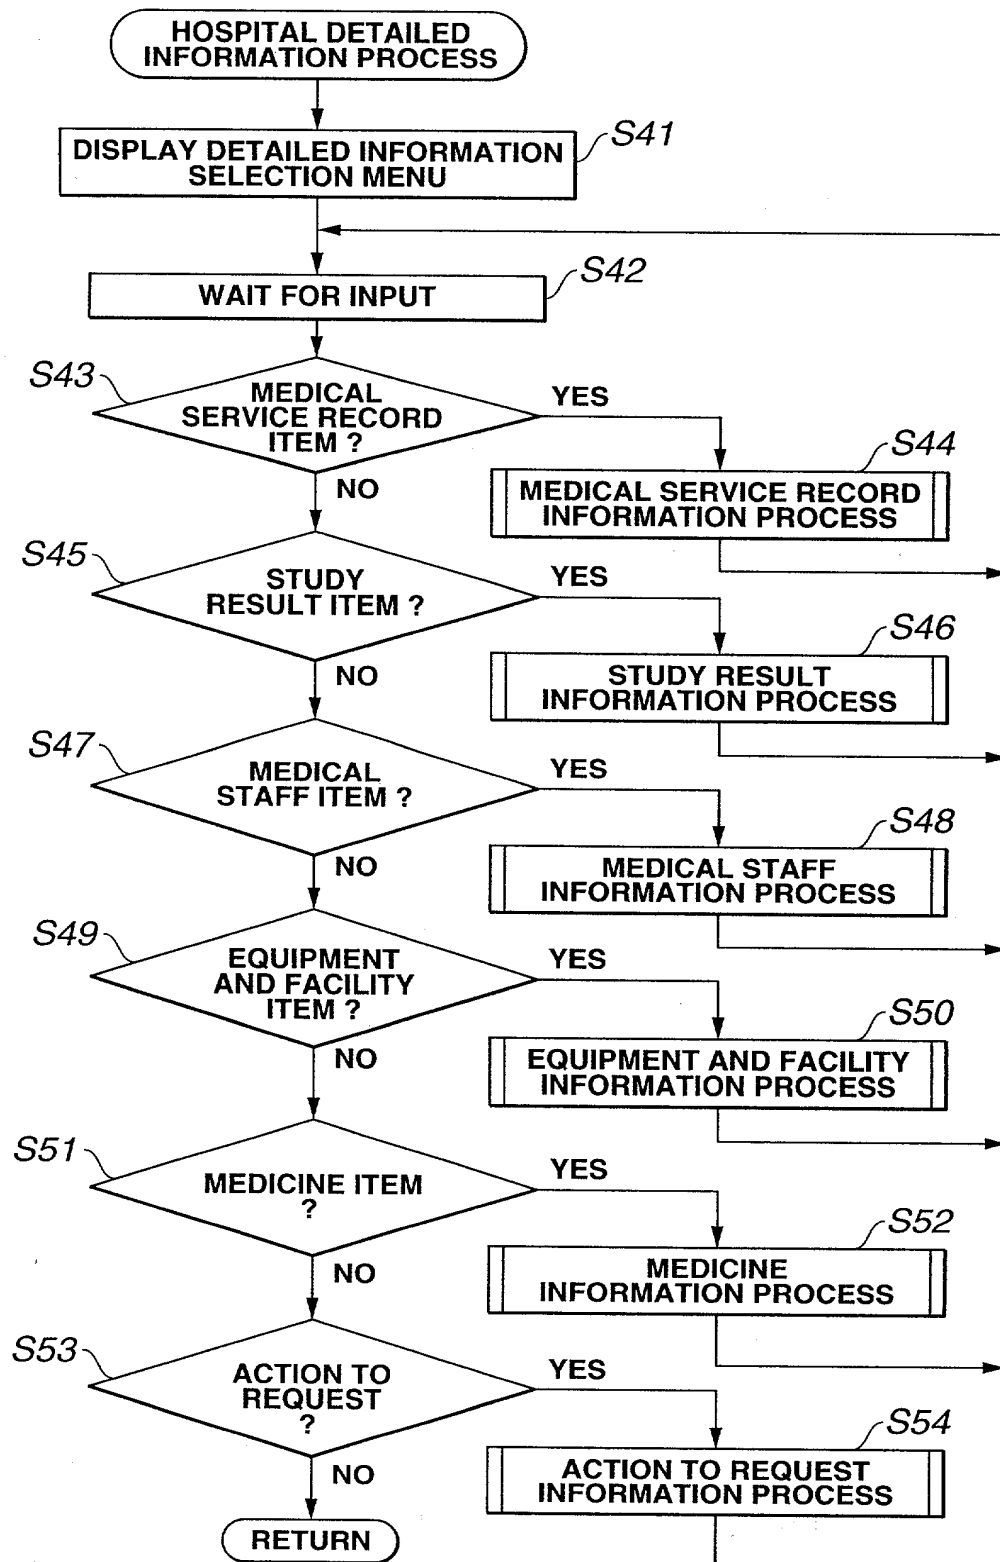 HOSPITAL DETAILED
INFORMATION PROCESS
S41
DISPLAY DETAILED INFORMATION
SELECTION MENU
S42
WAIT FOR INPUT
S43
MEDICAL
SERVICE RECORD
ITEM ?
YES
NO
S44
MEDICAL SERVICE RECORD
INFORMATION PROCESS
S45
STUDY
RESULT ITEM ?
YES
NO
S46
STUDY RESULT
INFORMATION PROCESS
S47
MEDICAL
STAFF ITEM ?
YES
NO
S48
MEDICAL STAFF
INFORMATION PROCESS
S49
EQUIPMENT
AND FACILITY
ITEM ?
YES
NO
S50
EQUIPMENT AND FACILITY
INFORMATION PROCESS
S51
MEDICINE ITEM
?
YES
NO
S52
MEDICINE
INFORMATION PROCESS
S53
ACTION TO
REQUEST
?
YES
NO
S54
ACTION TO REQUEST
INFORMATION PROCESS
RETURN